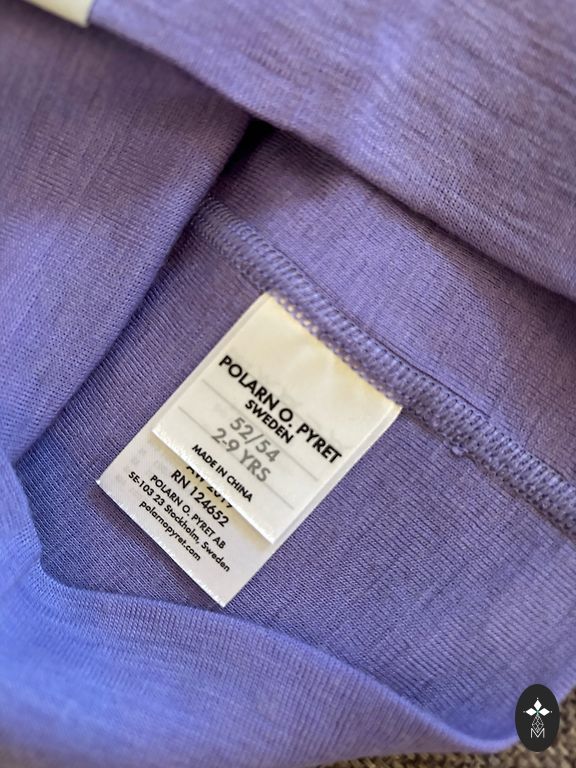 POLARN O. PYRET
SWEDEN
52/54
2-9 YRS
MADE IN CHINA
RN 124652
POLARN O. PYRET AB
SE-103 23 Stockholm, Sweden
polarnopyret.com